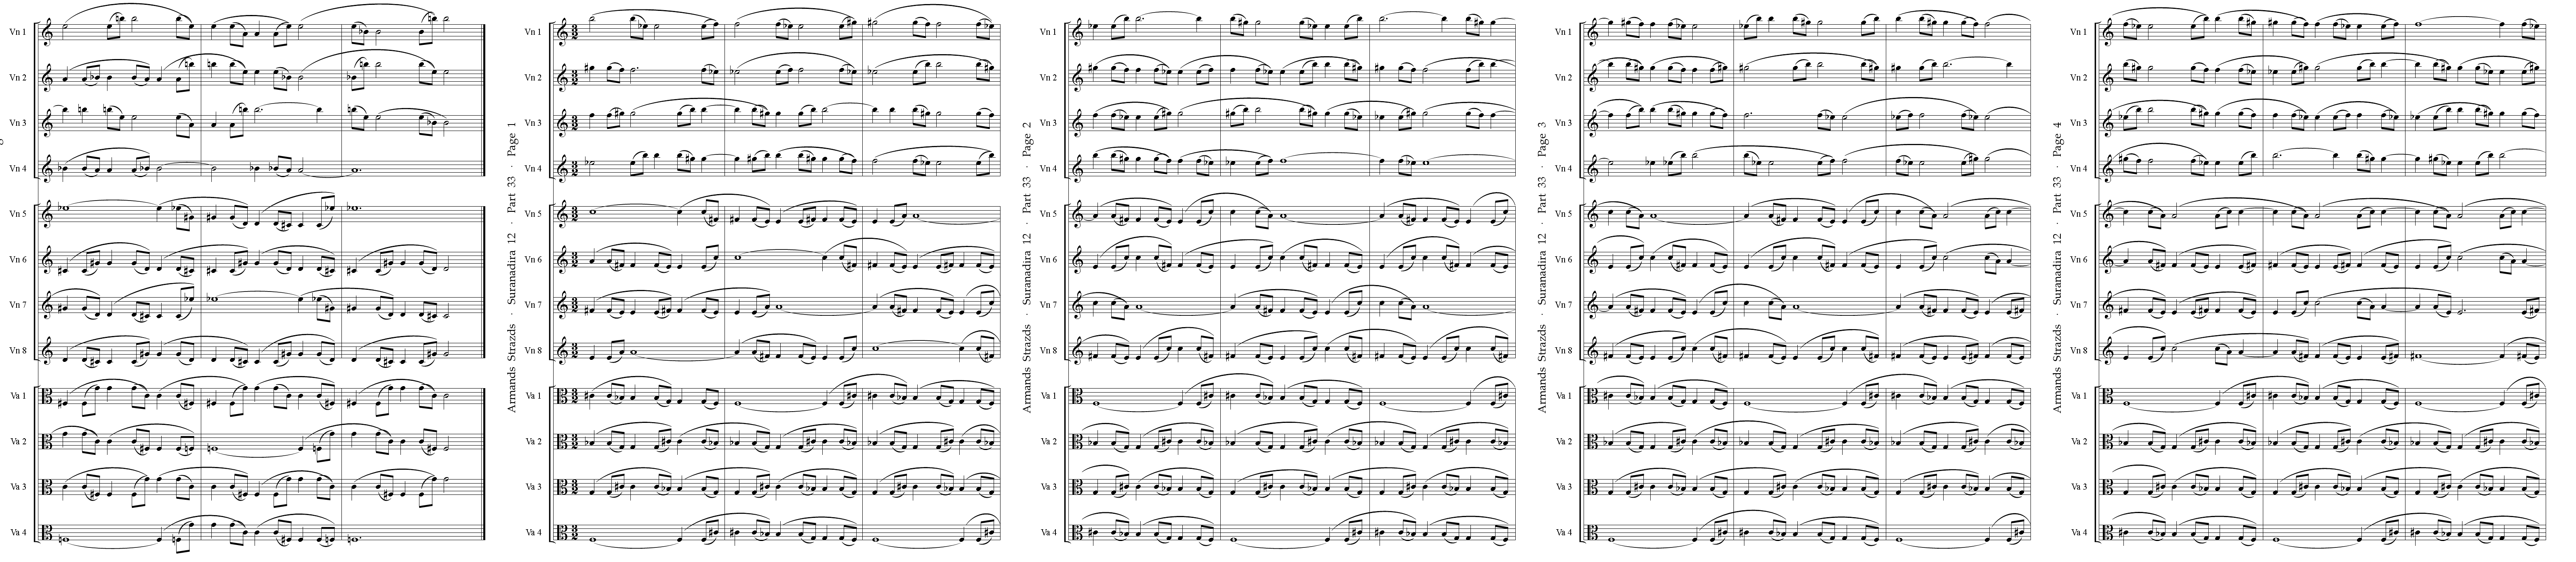 Vn 1
Vn 2
Vn 3
Vn 4
Vn 5
Vn 6
Vn 7
Vn 8
Va 1
Va 2
Va 3
Va 4
Armands Strazds · Suranadira 12 · Part 33 · Page 1
Vn 1
Vn 2
Vn 3
Vn 4
Vn 5
Vn 6
Vn 7
Vn 8
Va 1
Va 2
Va 3
Va 4
Armands Strazds · Suranadira 12 · Part 33 · Page 2
Vn 1
Vn 2
Vn 3
Vn 4
Vn 5
Vn 6
Vn 7
Vn 8
Va 1
Va 2
Va 3
Va 4
Armands Strazds · Suranadira 12 · Part 33 · Page 3
Vn 1
Vn 2
Vn 3
Vn 4
Vn 5
Vn 6
Vn 7
Vn 8
Va 1
Va 2
Va 3
Va 4
Armands Strazds · Suranadira 12 · Part 33 · Page 4
Vn 1
Vn 2
Vn 3
Vn 4
Vn 5
Vn 6
Vn 7
Vn 8
Va 1
Va 2
Va 3
Va 4